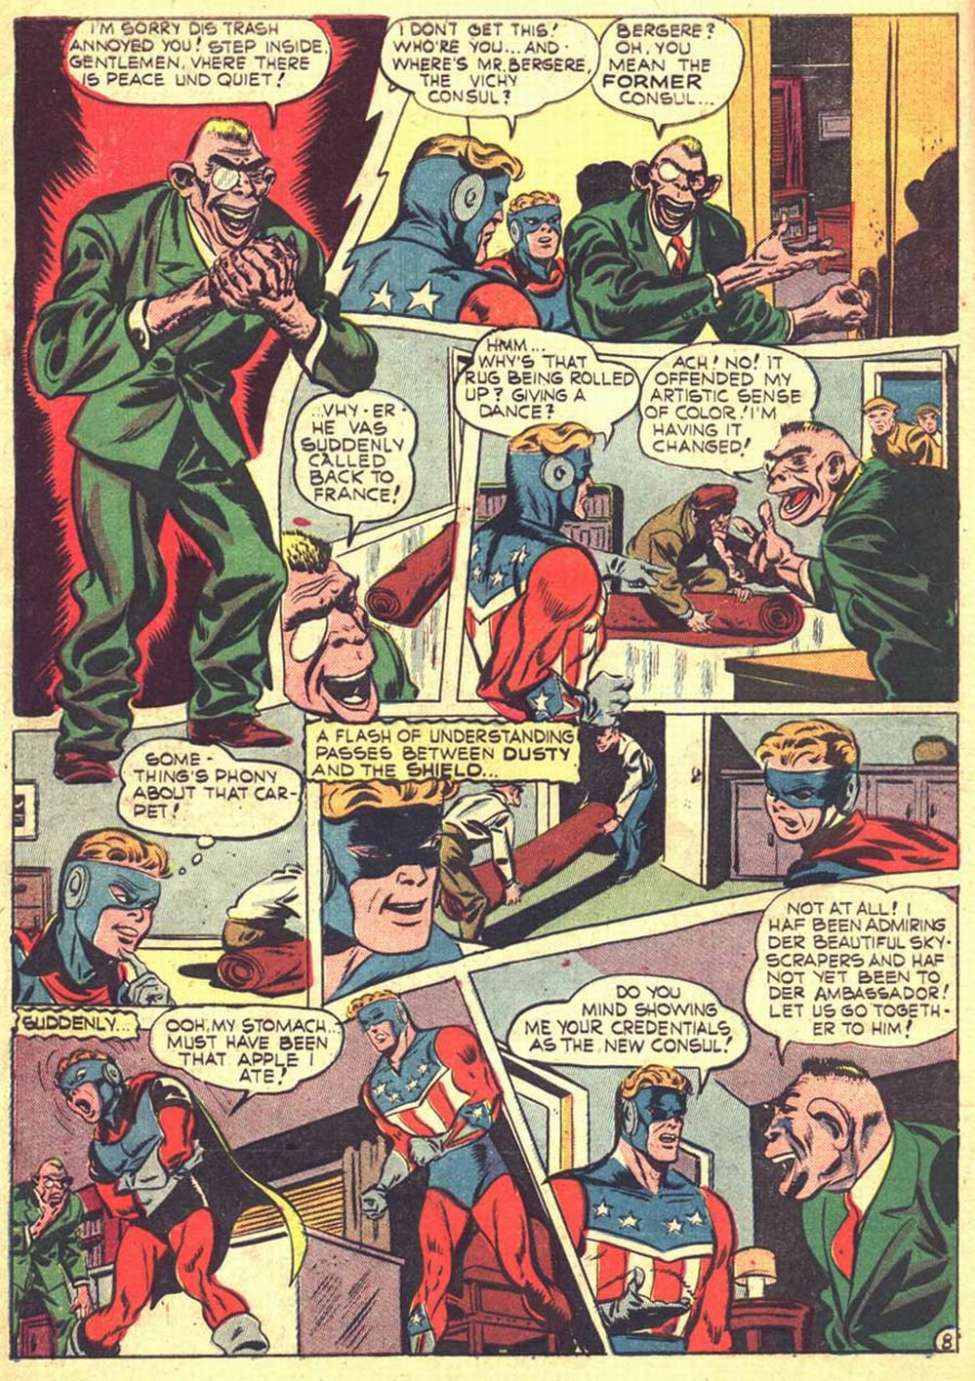 I'M SORRY DIS TRASH
ANNOYED YOU! STEP INSIDE,
GENTLEMEN, VHERE THERE
IS PEACE UND QUIET!
I DON'T GET THIS!
WHO'RE YOU... AND
WHERE'S MR. BERGERE,
THE VICHY
CONSUL?
BERGERE?
OH, YOU
MEAN THE
FORMER
CONSUL...
...VHY-ER-
HE VAS
SUDDENLY
CALLED
BACK TO
FRANCE!
HMM...
WHY'S THAT
RUG BEING ROLLED
UP? GIVING A
DANCE?
ACH! NO! IT
OFFENDED MY
ARTISTIC SENSE
OF COLOR. I'M
HAVING IT
CHANGED!
SOME-
THING'S PHONY
ABOUT THAT CAR-
PET!
A FLASH OF UNDERSTANDING
PASSES BETWEEN DUSTY
AND THE SHIELD...
SUDDENLY...
OOH, MY STOMACH...
MUST HAVE BEEN
THAT APPLE I
ATE!
DO YOU
MIND SHOWING
ME YOUR CREDENTIALS
AS THE NEW CONSUL!
NOT AT ALL! I
HAF BEEN ADMIRING
DER BEAUTIFUL SKY-
SCRAPERS AND HAF
NOT YET BEEN TO
DER AMBASSADOR!
LET US GO TOGETH-
ER TO HIM!
8